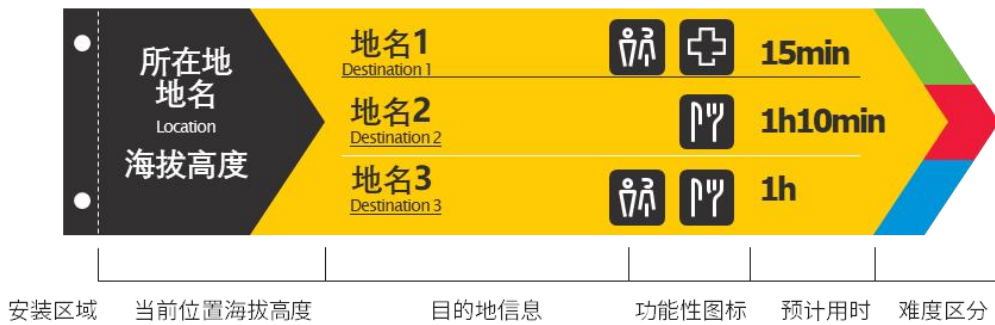 所在地
地名
Location
海拔高度
地名1
Destination 1
15min
地名2
Destination 2
1h10min
地名3
Destination 3
1h
安装区域
当前位置海拔高度
目的地信息
功能性图标
预计用时
难度区分